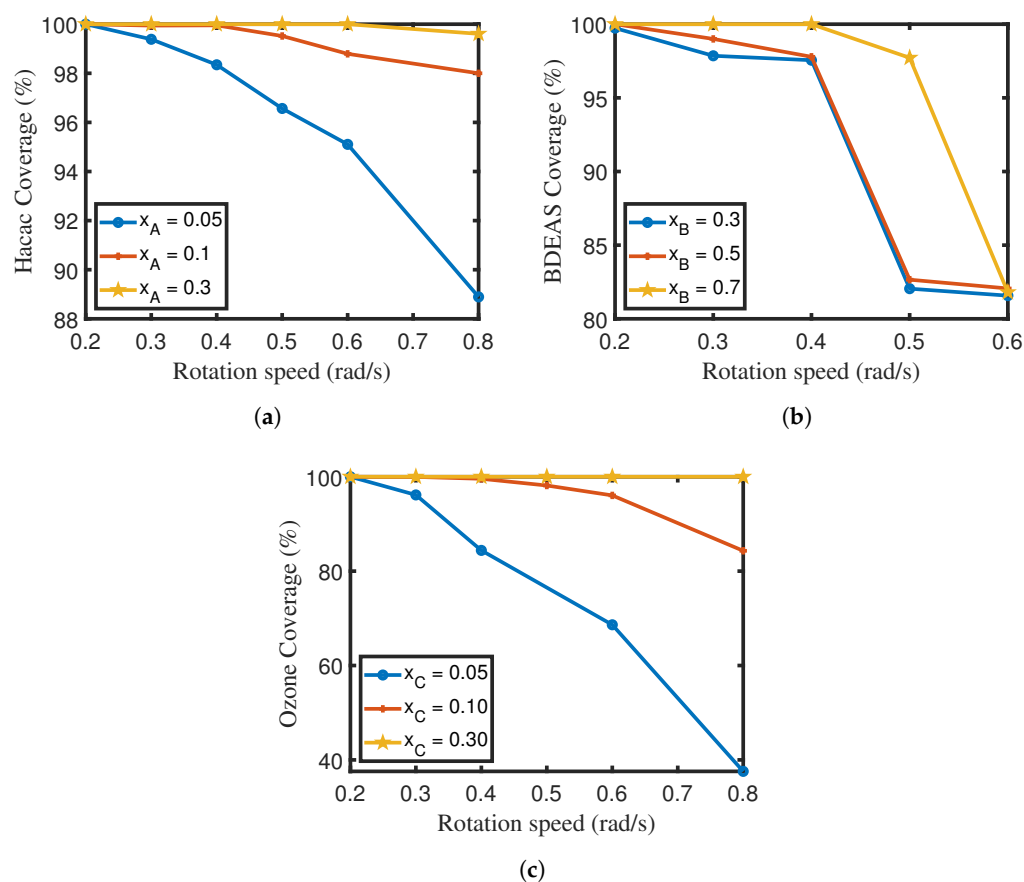 Hacac Coverage (%)
100
98
96
94
92
90
88
x_A = 0.05
x_A = 0.1
x_A = 0.3
0.2 0.3 0.4 0.5 0.6 0.7 0.8
Rotation speed (rad/s)
(a)
BDEAS Coverage (%)
100
95
90
85
80
x_B = 0.3
x_B = 0.5
x_B = 0.7
0.2 0.3 0.4 0.5 0.6
Rotation speed (rad/s)
(b)
Ozone Coverage (%)
100
80
60
40
x_C = 0.05
x_C = 0.10
x_C = 0.30
0.2 0.3 0.4 0.5 0.6 0.7 0.8
Rotation speed (rad/s)
(c)